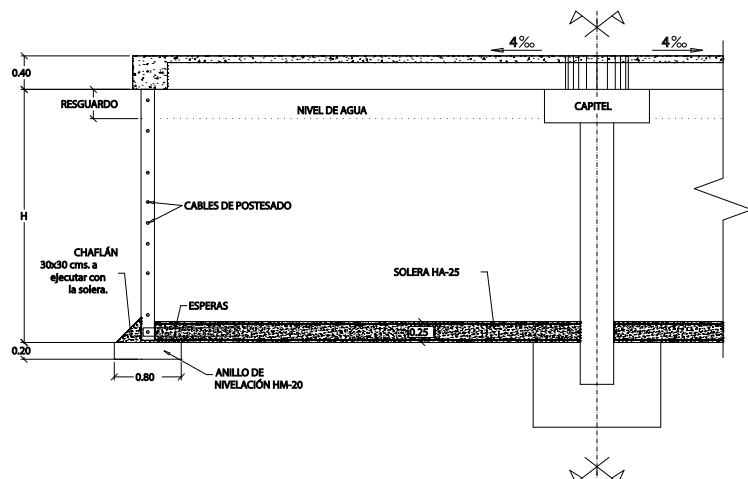 4‰
4‰
0.40
RESGUARDO
NIVEL DE AGUA
CAPITEL
CABLES DE POSTESADO
H
CHAFLÁN
30x30 cms. a
ejecutar con
la solera.
SOLERA HA-25
ESPERAS
0.25
0.20
0.80
ANILLO DE
NIVELACIÓN HM-20